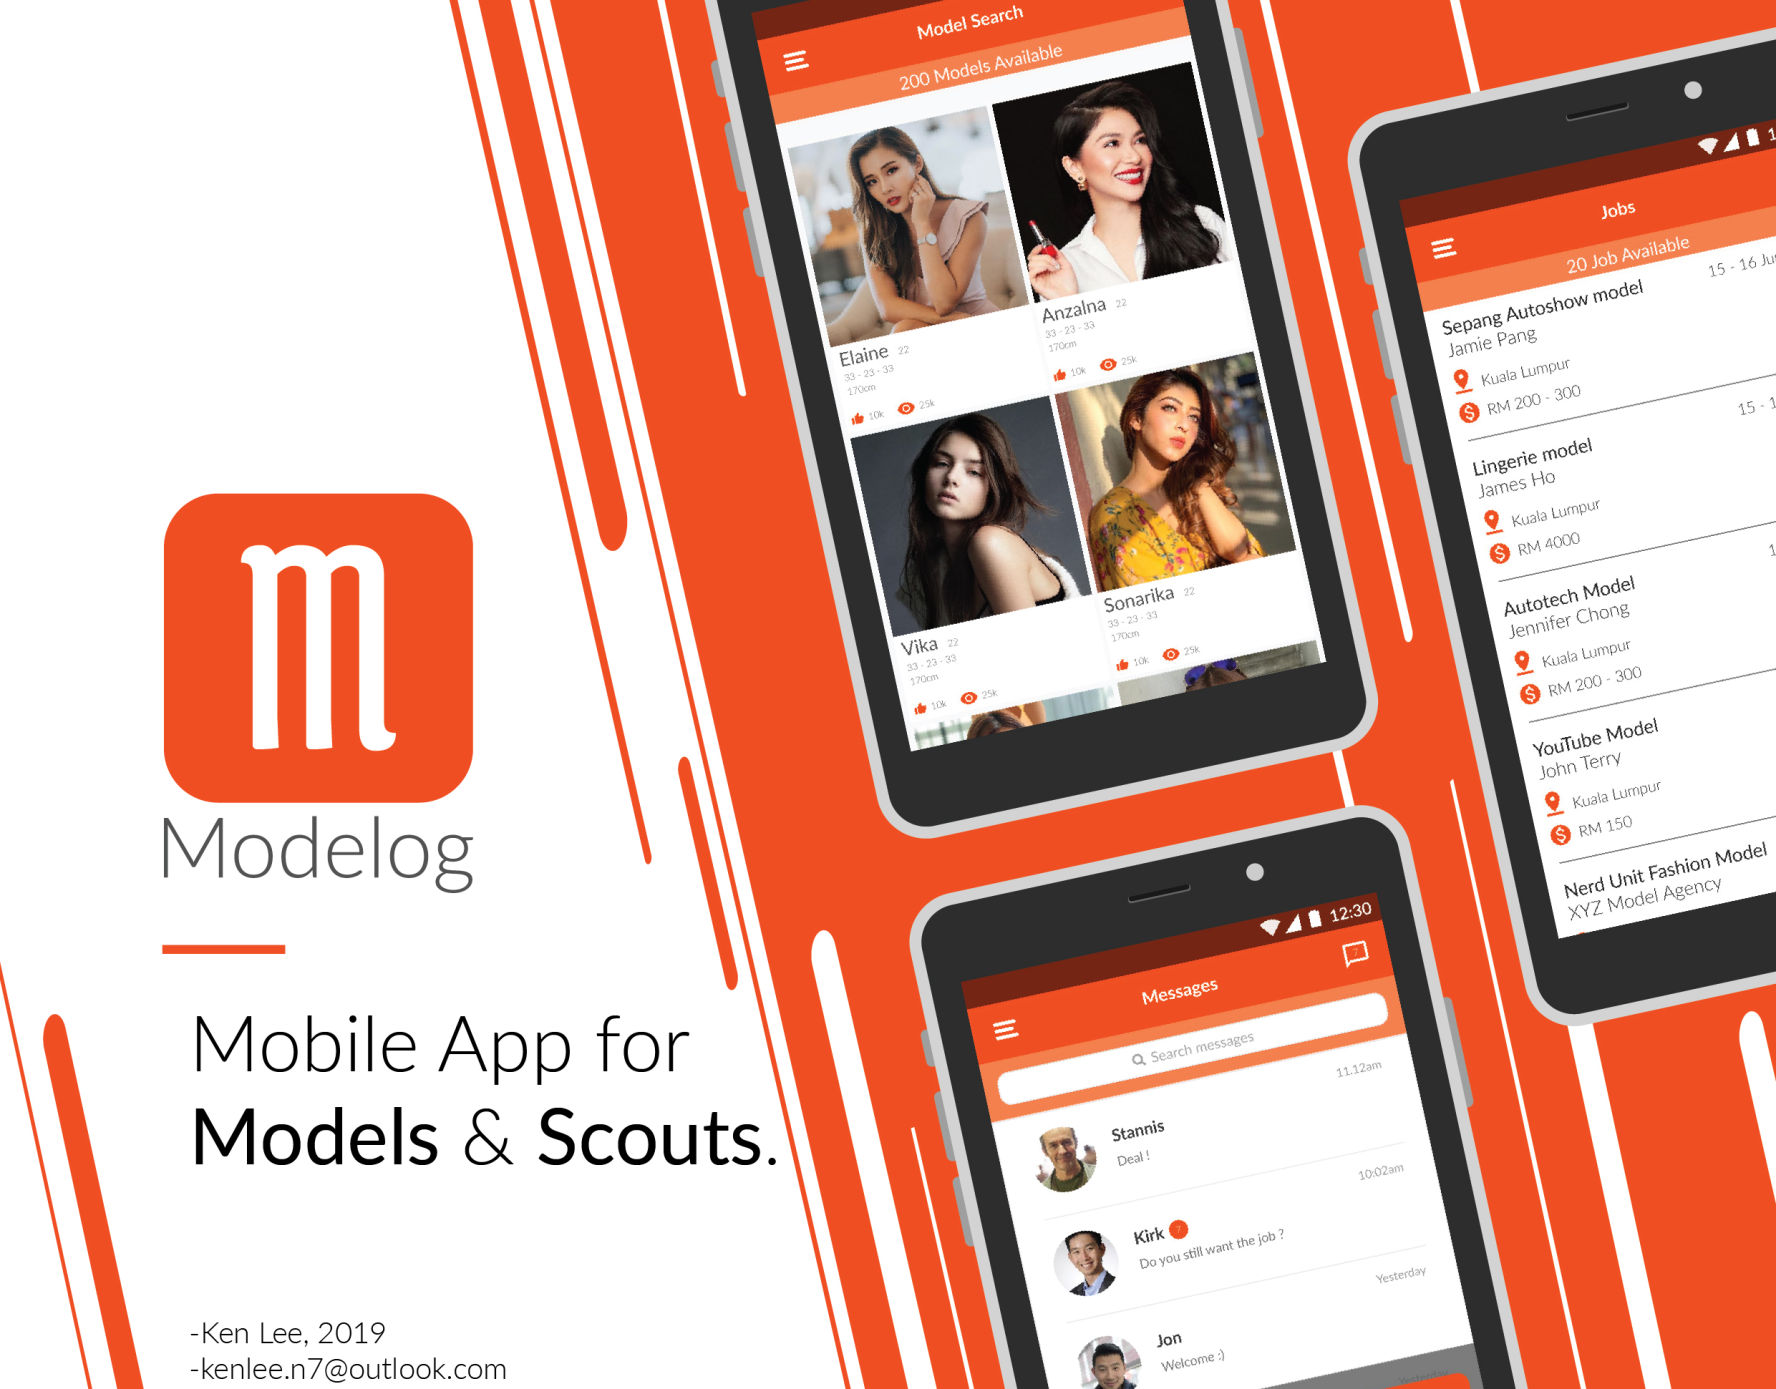 m
Modelog
Mobile App for
Models & Scouts.
-Ken Lee, 2019
-kenlee.n7@outlook.com
Model Search
200 Models Available
Elaine 22
33 - 23 - 33
170cm
10k 25k
Anzalna 22
33 - 23 - 33
170cm
10k 25k
Vika 22
33 - 23 - 33
170cm
10k 25k
Sonarika 22
33 - 23 - 33
170cm
10k 25k
Jobs
20 Job Available
Sepang Autoshow model
15 - 16
Jamie Pang
Kuala Lumpur
RM 200 - 300
Lingerie model
15 -
James Ho
Kuala Lumpur
RM 4000
Autotech Model
Jennifer Chong
Kuala Lumpur
RM 200 - 300
YouTube Model
John Terry
Kuala Lumpur
RM 150
Nerd Unit Fashion Model
XYZ Model Agency
12:30
Messages
7
Search messages
11.12am
Stannis
Deal !
10:02am
Kirk 7
Do you still want the job ?
Yesterday
Jon
Welcome :)
Yesterday